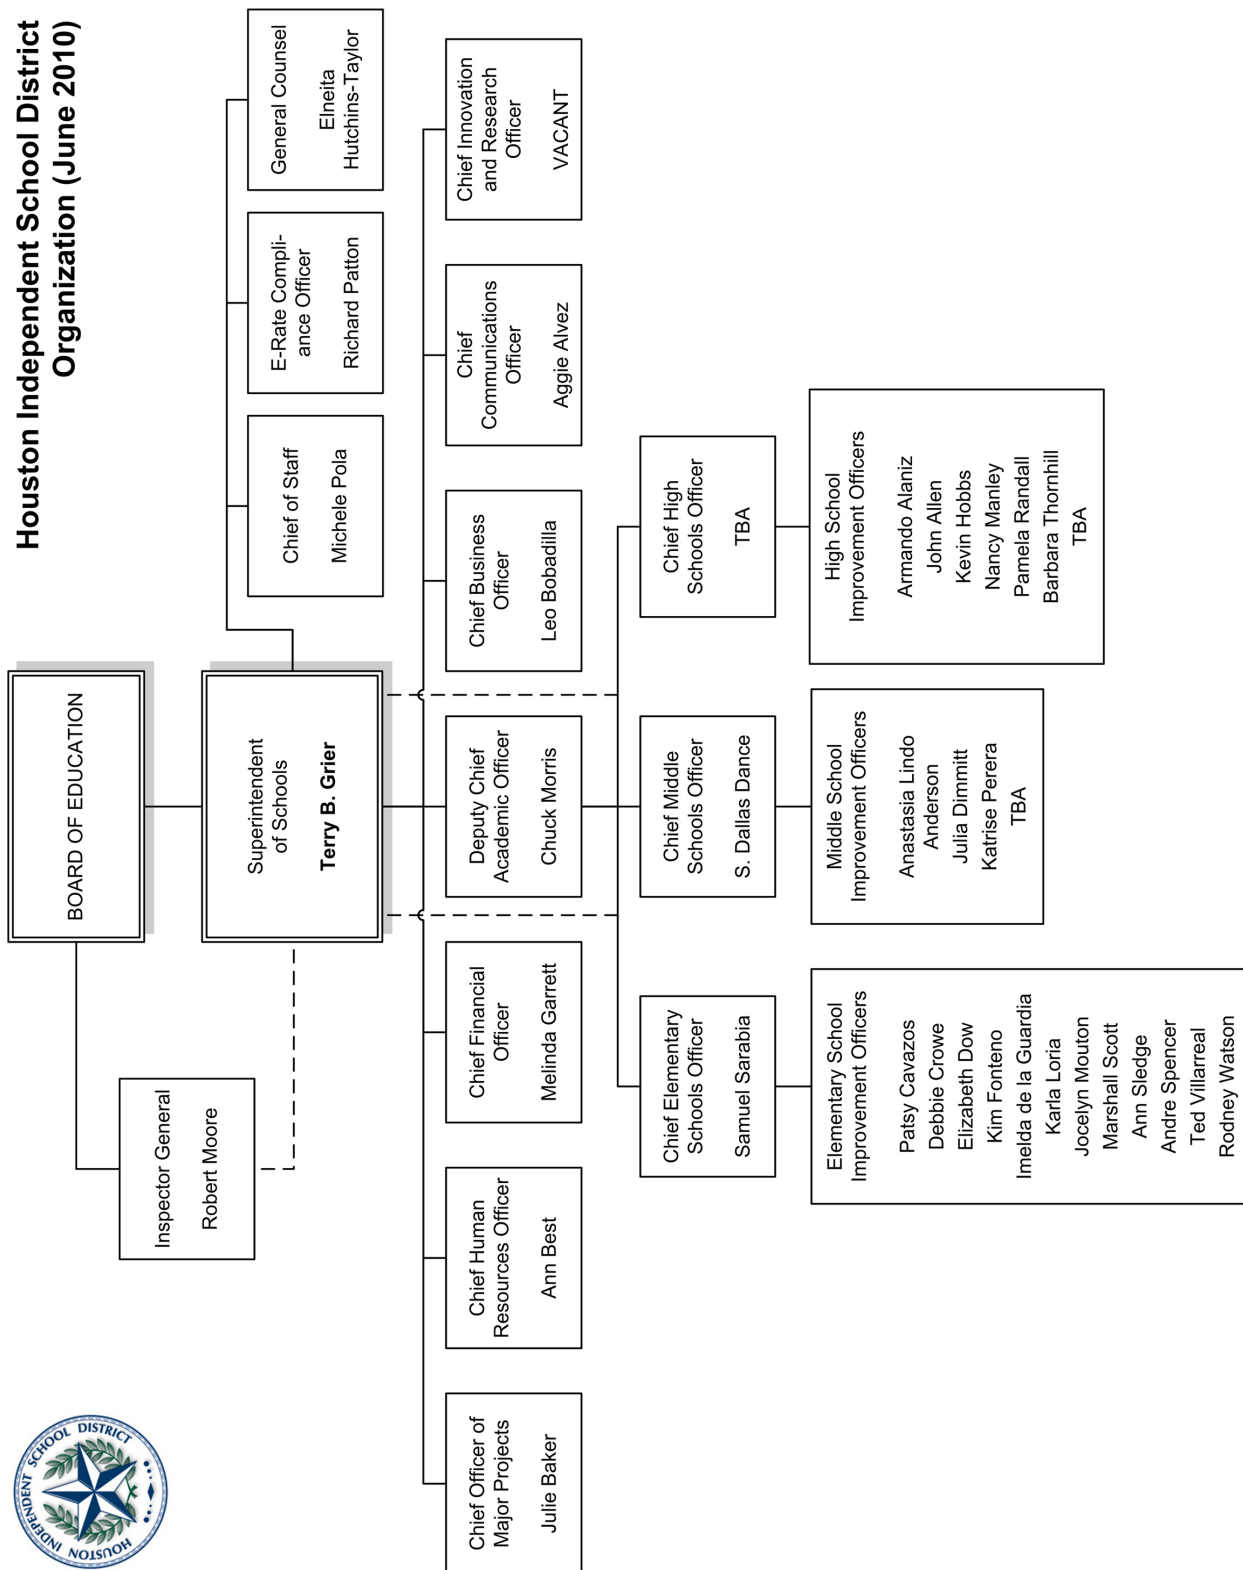 HOUSTON INDEPENDENT SCHOOL DISTRICT
Houston Independent School District
Organization (June 2010)
BOARD OF EDUCATION
Inspector General
Robert Moore
Superintendent
of Schools
Terry B. Grier
Chief of Staff
Michele Pola
E-Rate Compli-
ance Officer
Richard Patton
General Counsel
Elneita
Hutchins-Taylor
Chief Officer of
Major Projects
Julie Baker
Chief Human
Resources Officer
Ann Best
Chief Financial
Officer
Melinda Garrett
Deputy Chief
Academic Officer
Chuck Morris
Chief Business
Officer
Leo Bobadilla
Chief
Communications
Officer
Aggie Alvez
Chief Innovation
and Research
Officer
VACANT
Chief Elementary
Schools Officer
Samuel Sarabia
Chief Middle
Schools Officer
S. Dallas Dance
Chief High
Schools Officer
TBA
Elementary School
Improvement Officers
Patsy Cavazos
Debbie Crowe
Elizabeth Dow
Kim Fonteno
Imelda de la Guardia
Karla Loria
Jocelyn Mouton
Marshall Scott
Ann Sledge
Andre Spencer
Ted Villarreal
Rodney Watson
Middle School
Improvement Officers
Anastasia Lindo
Anderson
Julia Dimmitt
Katrise Perera
TBA
High School
Improvement Officers
Armando Alaniz
John Allen
Kevin Hobbs
Nancy Manley
Pamela Randall
Barbara Thornhill
TBA